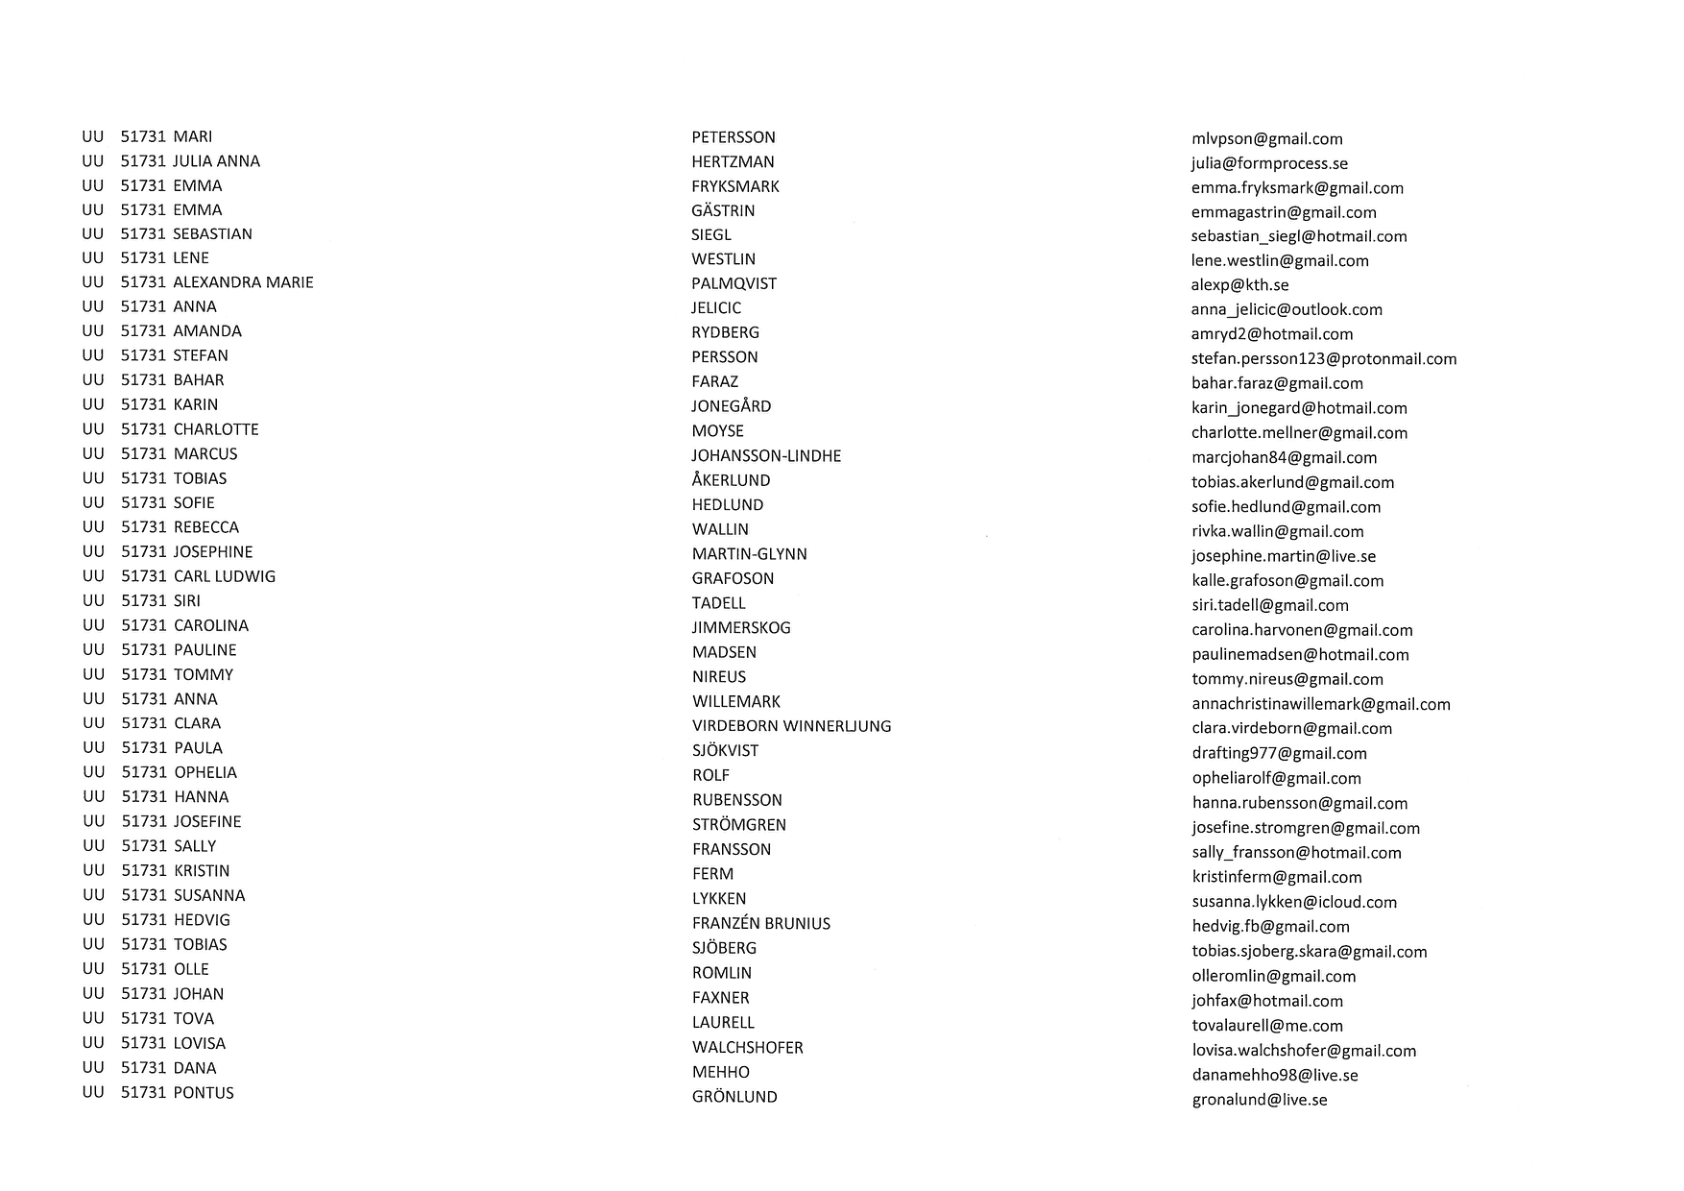 UU 51731 MARI PETERSSON mlvpson@gmail.com
UU 51731 JULIA ANNA HERTZMAN julia@formprocess.se
UU 51731 EMMA FRYKSMARK emma.fryksmark@gmail.com
UU 51731 EMMA GÄSTRIN emmagastrin@gmail.com
UU 51731 SEBASTIAN SIEGL sebastian_siegl@hotmail.com
UU 51731 LENE WESTLIN lene.westlin@gmail.com
UU 51731 ALEXANDRA MARIE PALMQVIST alexp@kth.se
UU 51731 ANNA JELICIC anna_jelicic@outlook.com
UU 51731 AMANDA RYDBERG amryd2@hotmail.com
UU 51731 STEFAN PERSSON stefan.persson123@protonmail.com
UU 51731 BAHAR FARAZ bahar.faraz@gmail.com
UU 51731 KARIN JONEGÅRD karin_jonegard@hotmail.com
UU 51731 CHARLOTTE MOYSE charlotte.mellner@gmail.com
UU 51731 MARCUS JOHANSSON-LINDHE marcjohan84@gmail.com
UU 51731 TOBIAS ÅKERLUND tobias.akerlund@gmail.com
UU 51731 SOFIE HEDLUND sofie.hedlund@gmail.com
UU 51731 REBECCA WALLIN rivka.wallin@gmail.com
UU 51731 JOSEPHINE MARTIN-GLYNN josephine.martin@live.se
UU 51731 CARL LUDWIG GRAFOSON kalle.grafoson@gmail.com
UU 51731 SIRI TADELL siri.tadell@gmail.com
UU 51731 CAROLINA JIMMERSKOG carolina.harvonen@gmail.com
UU 51731 PAULINE MADSEN paulinemadsen@hotmail.com
UU 51731 TOMMY NIREUS tommy.nireus@gmail.com
UU 51731 ANNA WILLEMARK annachristinawillemark@gmail.com
UU 51731 CLARA VIRDEBORN WINNERLJUNG clara.virdeborn@gmail.com
UU 51731 PAULA SJÖKVIST drafting977@gmail.com
UU 51731 OPHELIA ROLF opheliarolf@gmail.com
UU 51731 HANNA RUBENSSON hanna.rubensson@gmail.com
UU 51731 JOSEFINE STRÖMGREN josefine.stromgren@gmail.com
UU 51731 SALLY FRANSSON sally_fransson@hotmail.com
UU 51731 KRISTIN FERM kristinferm@gmail.com
UU 51731 SUSANNA LYKKEN susanna.lykken@icloud.com
UU 51731 HEDVIG FRANZÉN BRUNIUS hedvig.fb@gmail.com
UU 51731 TOBIAS SJÖBERG tobias.sjoberg.skara@gmail.com
UU 51731 OLLE ROMLIN olleromlin@gmail.com
UU 51731 JOHAN FAXNER johfax@hotmail.com
UU 51731 TOVA LAURELL tovalaurell@me.com
UU 51731 LOVISA WALCHSHOFER lovisa.walchshofer@gmail.com
UU 51731 DANA MEHHO danamehho98@live.se
UU 51731 PONTUS GRÖNLUND gronalund@live.se